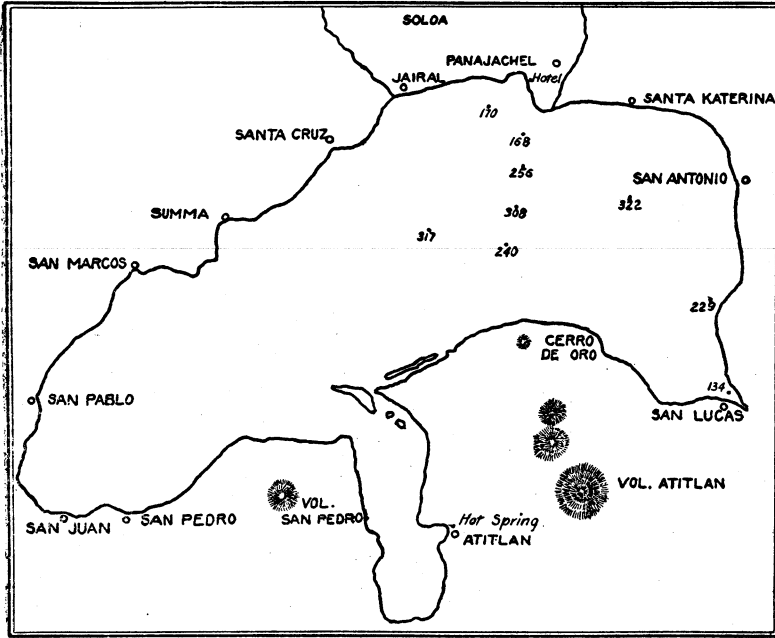 SOLOA
PANAJACHEL
Hotel
JAIRAL
SANTA KATERINA
170
SANTA CRUZ
168
256
SAN ANTONIO
322
308
SUMMA
317
240
SAN MARCOS
229
CERRO
DE ORO
134
SAN PABLO
SAN LUCAS
VOL. ATITLAN
VOL.
SAN PEDRO
SAN JUAN
SAN PEDRO
Hot Spring
ATITLAN